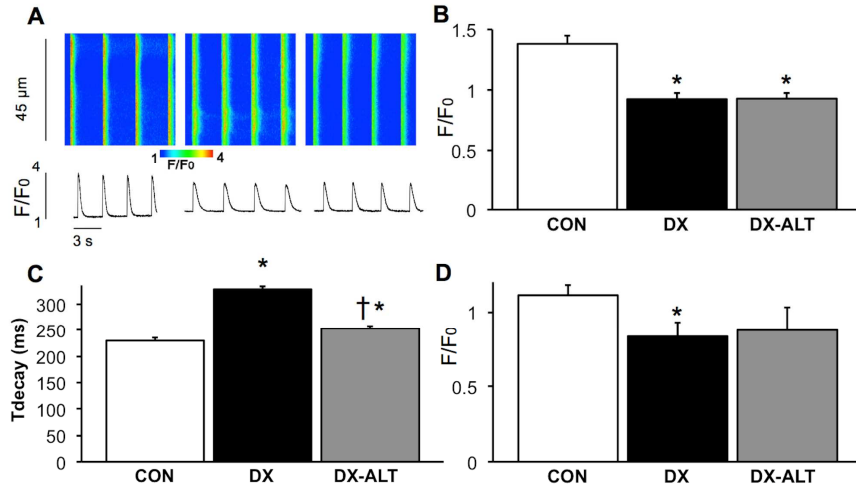 A
45 µm
1 4
F/F0
4
F/F0
1
3 s
B
1.5
1
0.5
0
F/F0
*
*
CON DX DX-ALT
C
300
250
200
150
100
50
0
Tdecay (ms)
*
†*
CON DX DX-ALT
D
1
0.5
0
F/F0
*
CON DX DX-ALT